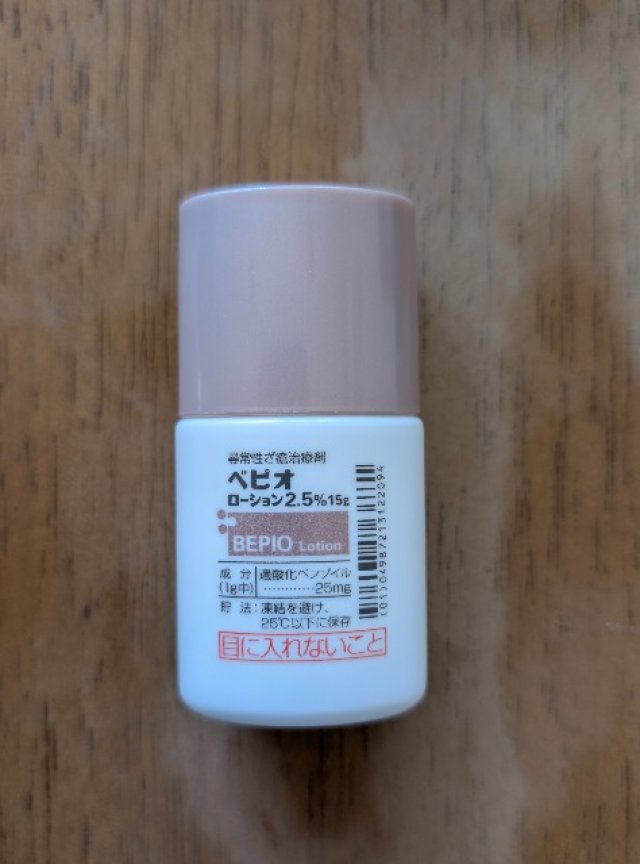 尋常性ざ瘡治療剤
ベピオ
ローション2.5%15g
BEPIO Lotion
成 分 過酸化ベンゾイル
(1g中) ············25mg
貯 法:凍結を避け、
25℃以下に保存
目に入れないこと
(01)04987213122094